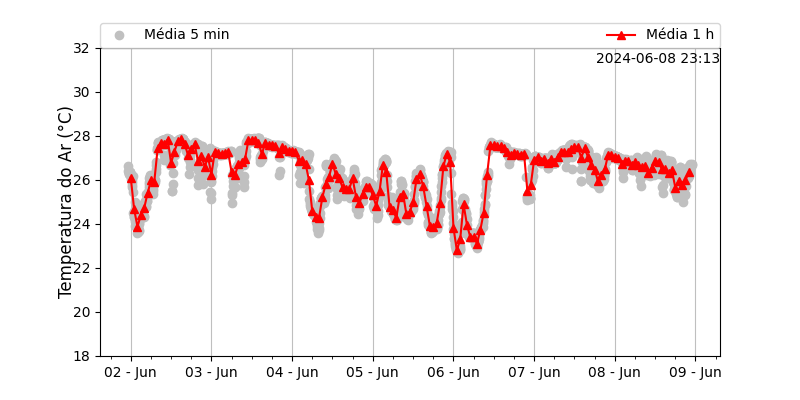 Média 5 min
Média 1 h
2024-06-08 23:13
Temperatura do Ar (°C)
32
30
28
26
24
22
20
18
02 - Jun
03 - Jun
04 - Jun
05 - Jun
06 - Jun
07 - Jun
08 - Jun
09 - Jun